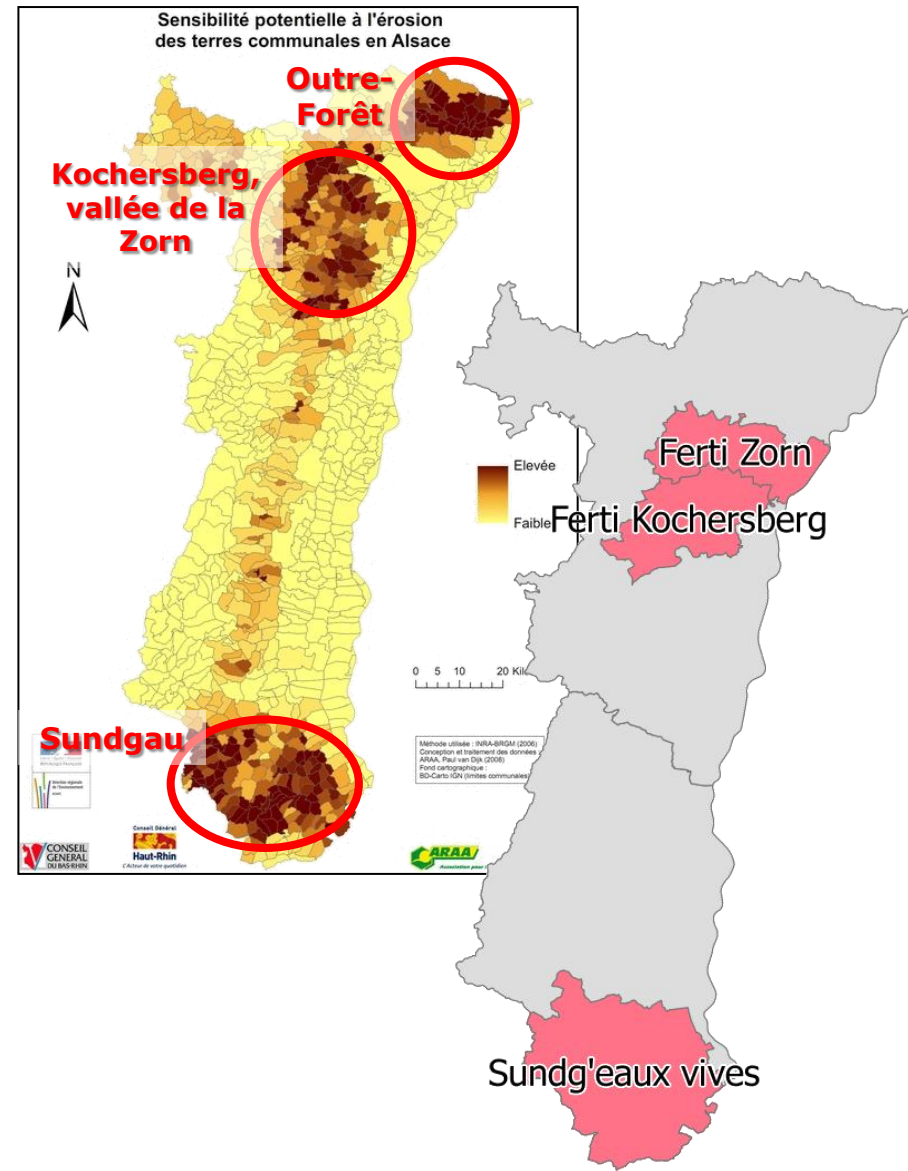 Sensibilité potentielle à l'érosion
des terres communales en Alsace
Outre-
Forêt
Kochersberg,
vallée de la
Zorn
N
Elevée
Faible
Ferti Zorn
Ferti Kochersberg
0 5 10 20 Kil
Sundgau
Méthode utilisée : INRA-BRGM (2006)
Conception et traitement des données :
ARAA, Paul van Dijk (2008)
Fond cartographique :
BD-Carto IGN (limites communales)
CONSEIL
GENERAL
DU BAS-RHIN
Conseil Général
Haut-Rhin
L'Acteur de votre quotidien
ARAA
Association pour
Sundg'eaux vives